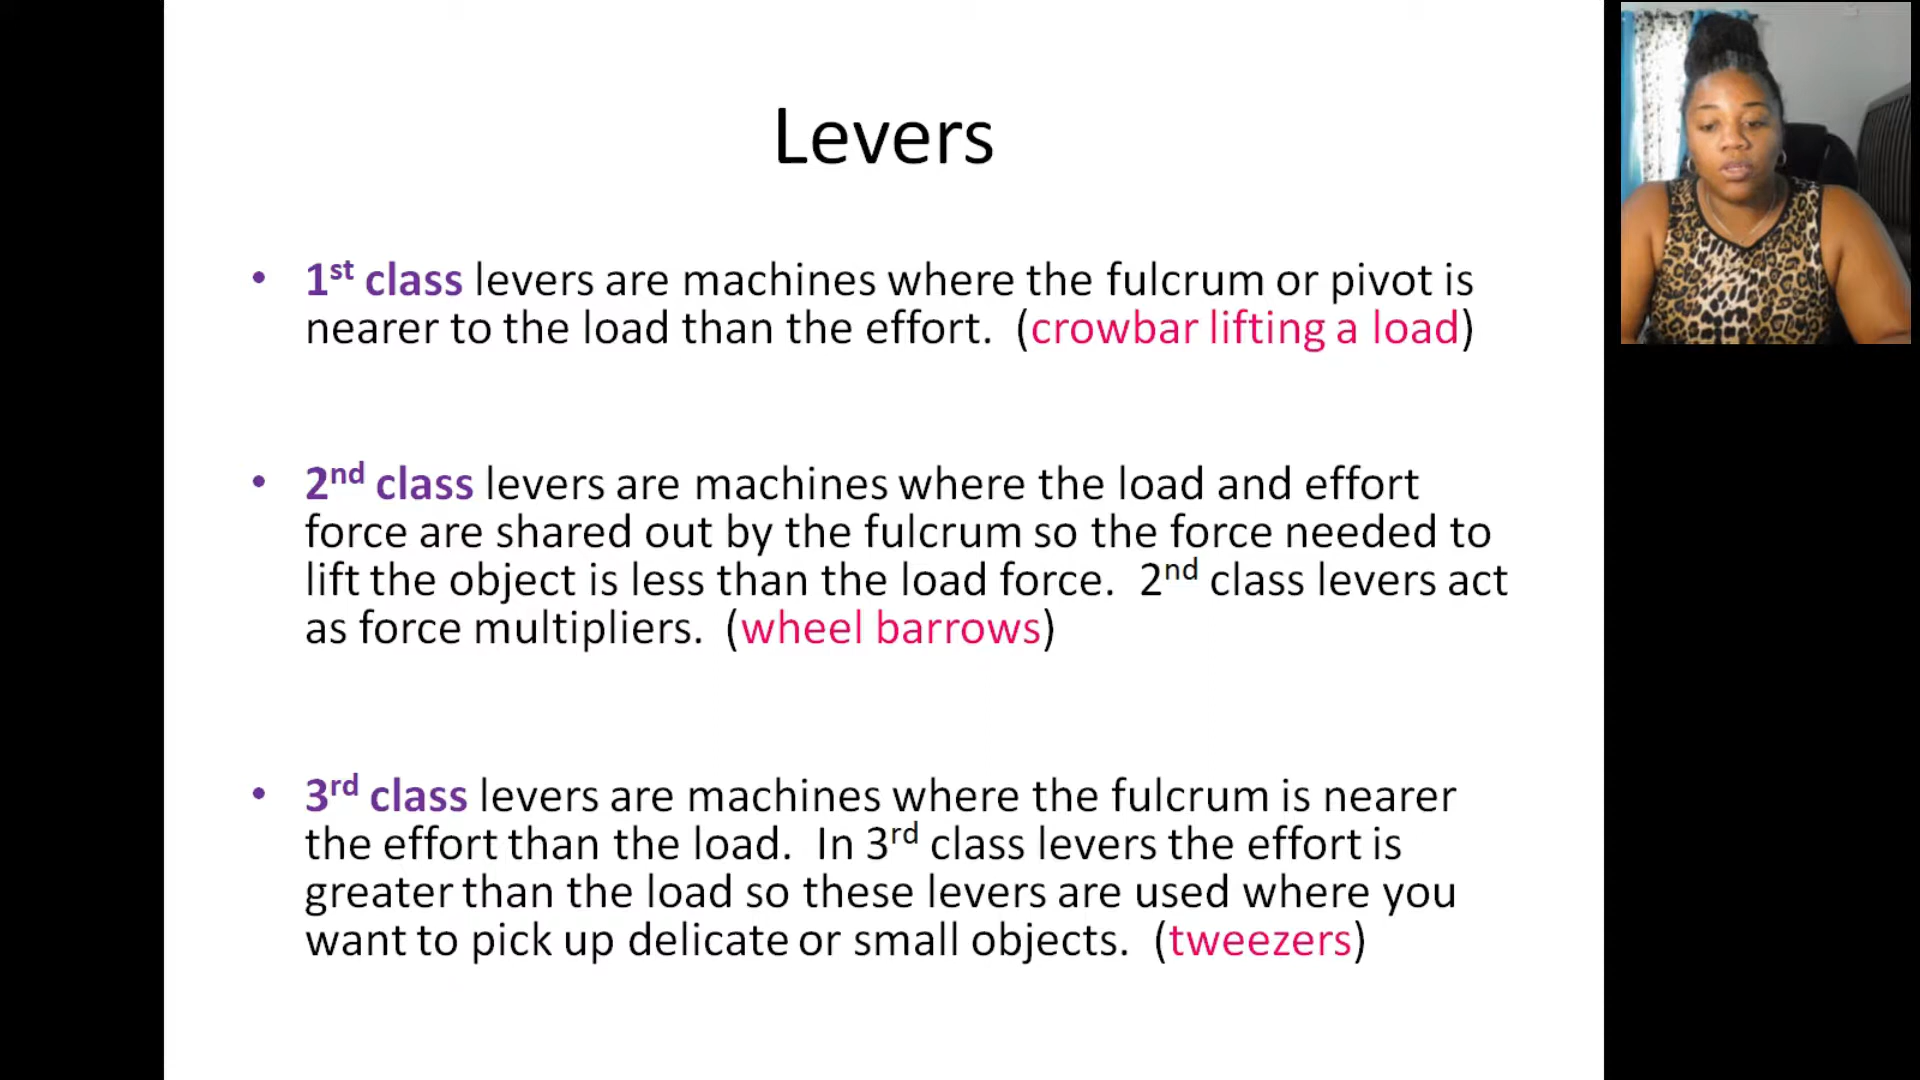 Levers
• 1st class levers are machines where the fulcrum or pivot is
nearer to the load than the effort.  (crowbar lifting a load)
• 2nd class levers are machines where the load and effort
force are shared out by the fulcrum so the force needed to
lift the object is less than the load force.  2nd class levers act
as force multipliers.  (wheel barrows)
• 3rd class levers are machines where the fulcrum is nearer
the effort than the load.  In 3rd class levers the effort is
greater than the load so these levers are used where you
want to pick up delicate or small objects.  (tweezers)